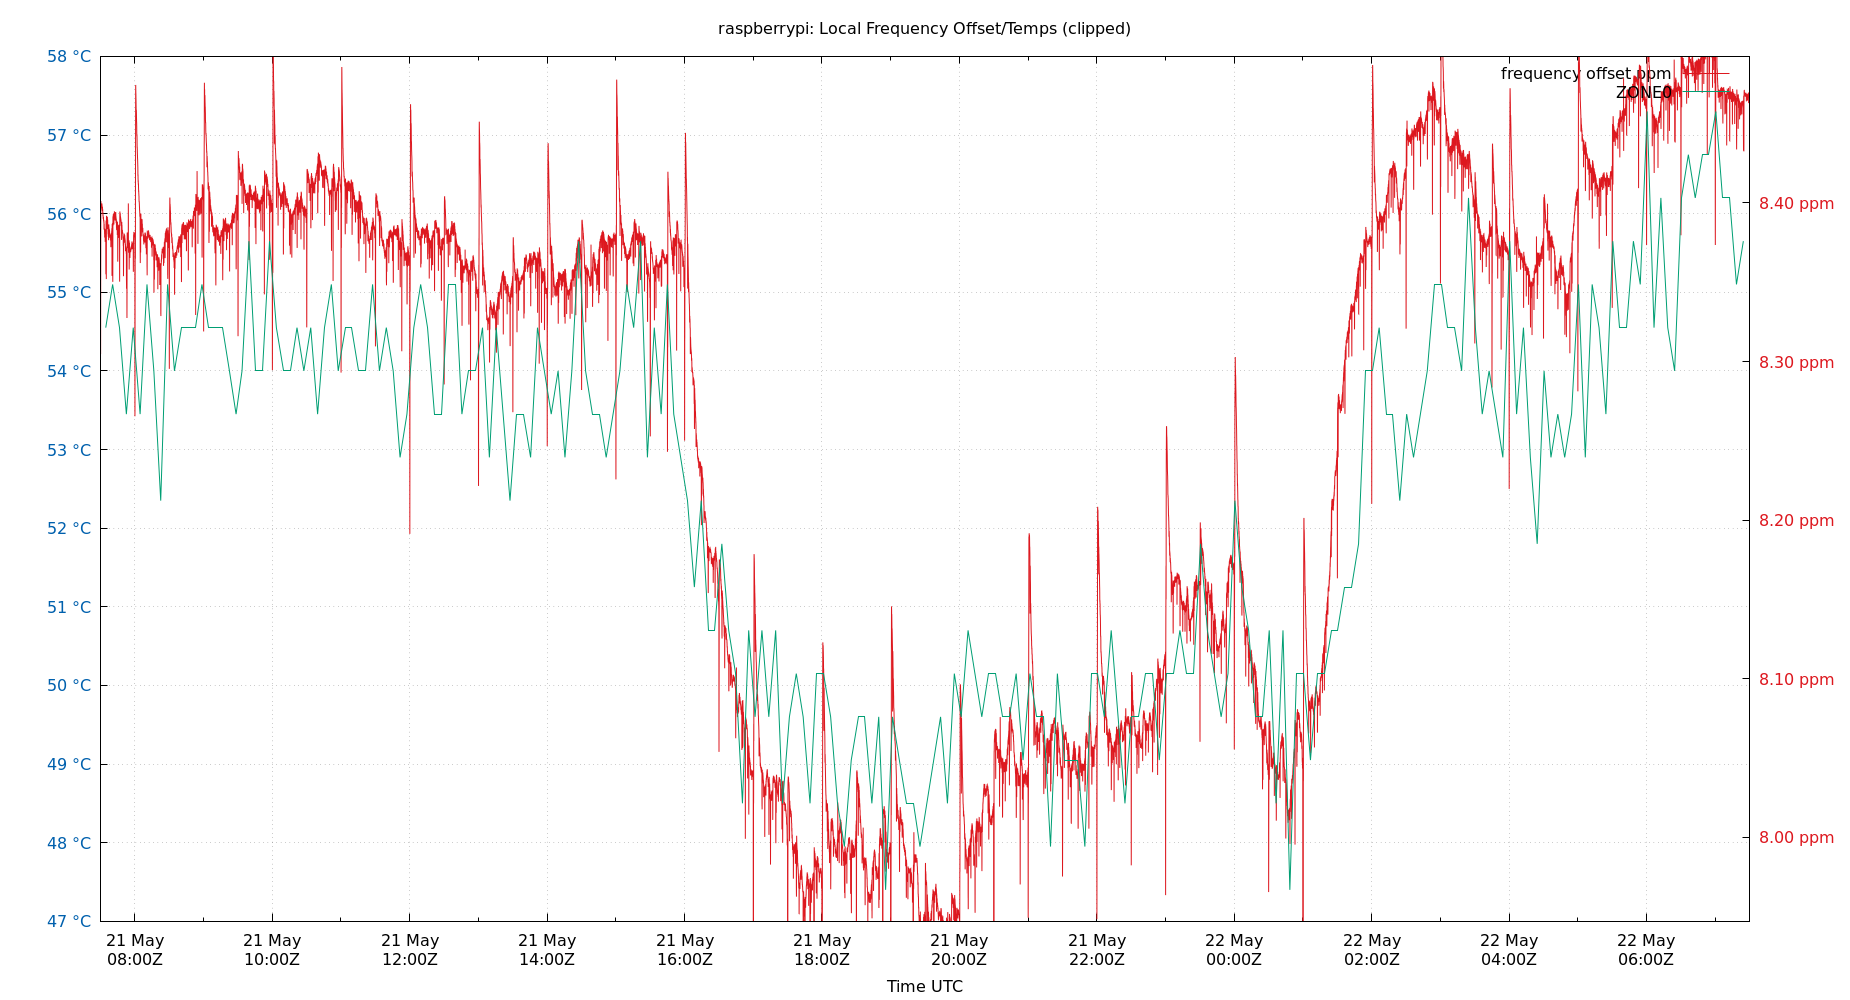 raspberrypi: Local Frequency Offset/Temps (clipped)
58 °C
57 °C
56 °C
55 °C
54 °C
53 °C
52 °C
51 °C
50 °C
49 °C
48 °C
47 °C
frequency offset ppm
ZONE0
8.40 ppm
8.30 ppm
8.20 ppm
8.10 ppm
8.00 ppm
21 May 21 May 21 May 21 May 21 May 21 May 21 May 21 May 22 May 22 May 22 May 22 May
08:00Z 10:00Z 12:00Z 14:00Z 16:00Z 18:00Z 20:00Z 22:00Z 00:00Z 02:00Z 04:00Z 06:00Z
Time UTC